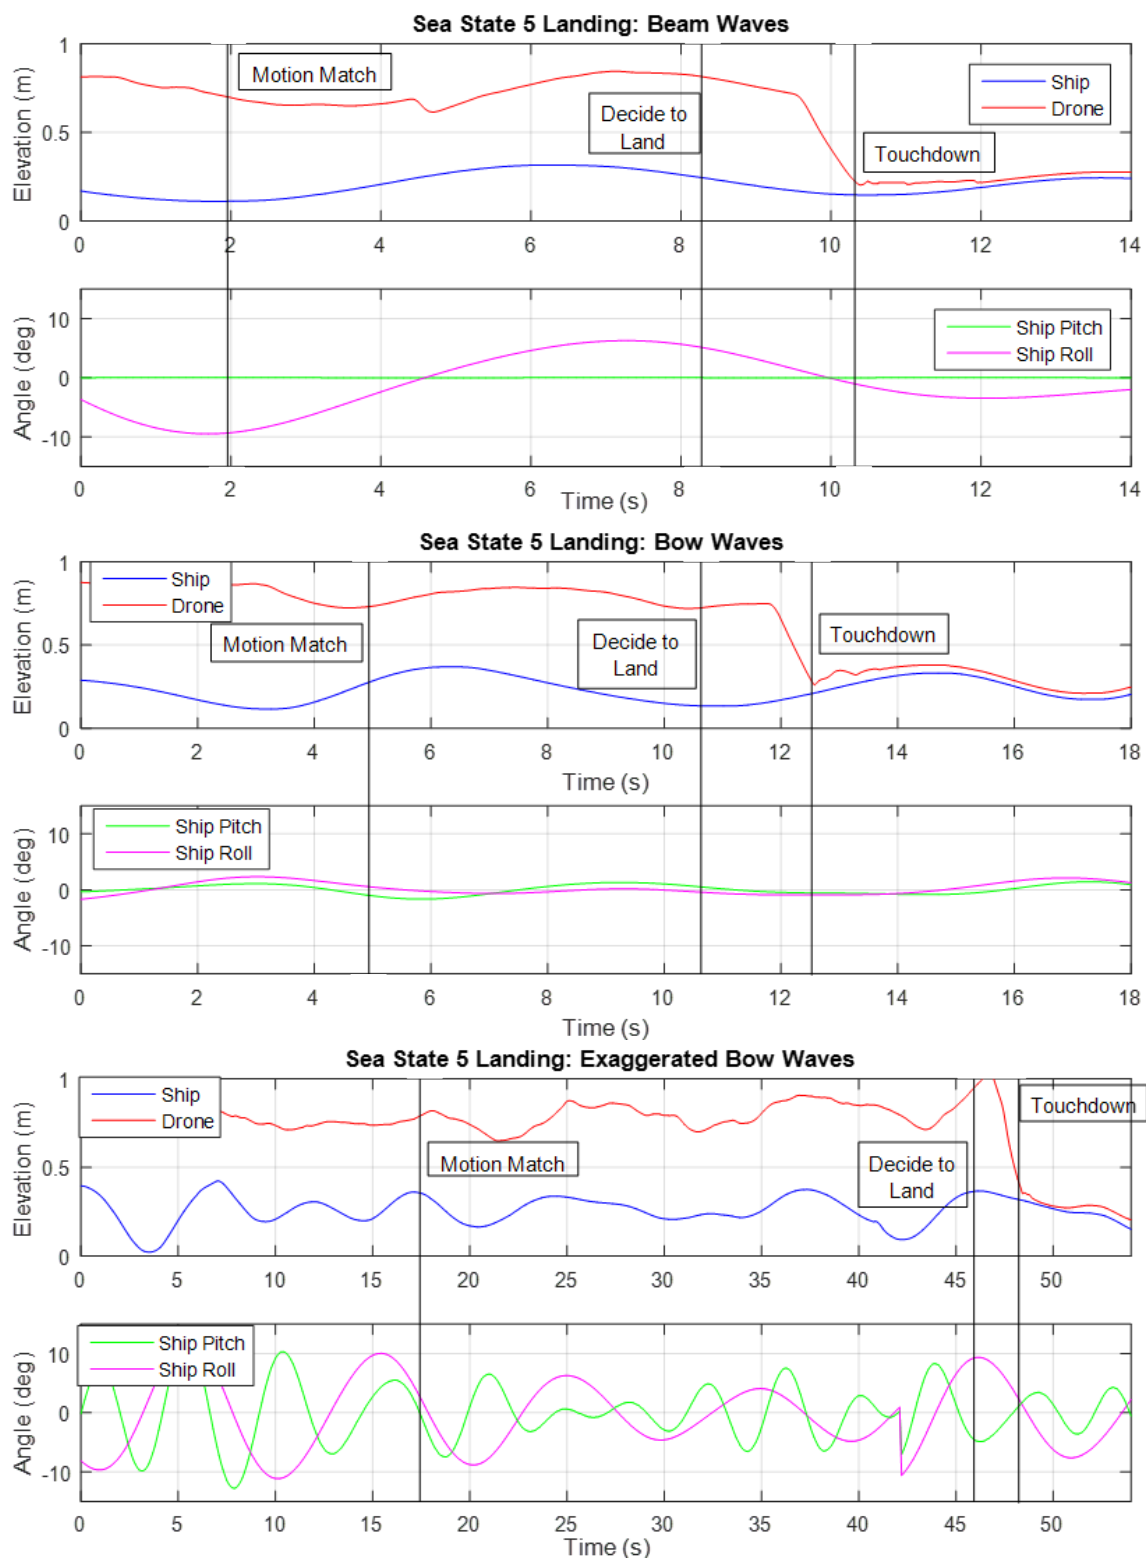 Sea State 5 Landing: Beam Waves
Elevation (m)
1
0.5
0
Motion Match
Decide to
Land
Ship
Drone
Touchdown
0 2 4 6 8 10 12 14
Angle (deg)
10
0
-10
Ship Pitch
Ship Roll
0 2 4 6 8 10 12 14
Time (s)
Sea State 5 Landing: Bow Waves
Elevation (m)
1
0.5
0
Ship
Drone
Motion Match
Decide to
Land
Touchdown
0 2 4 6 8 10 12 14 16 18
Time (s)
Angle (deg)
10
0
-10
Ship Pitch
Ship Roll
0 2 4 6 8 10 12 14 16 18
Time (s)
Sea State 5 Landing: Exaggerated Bow Waves
Elevation (m)
1
0.5
0
Ship
Drone
Motion Match
Decide to
Land
Touchdown
0 5 10 15 20 25 30 35 40 45 50
Angle (deg)
10
0
-10
Ship Pitch
Ship Roll
0 5 10 15 20 25 30 35 40 45 50
Time (s)